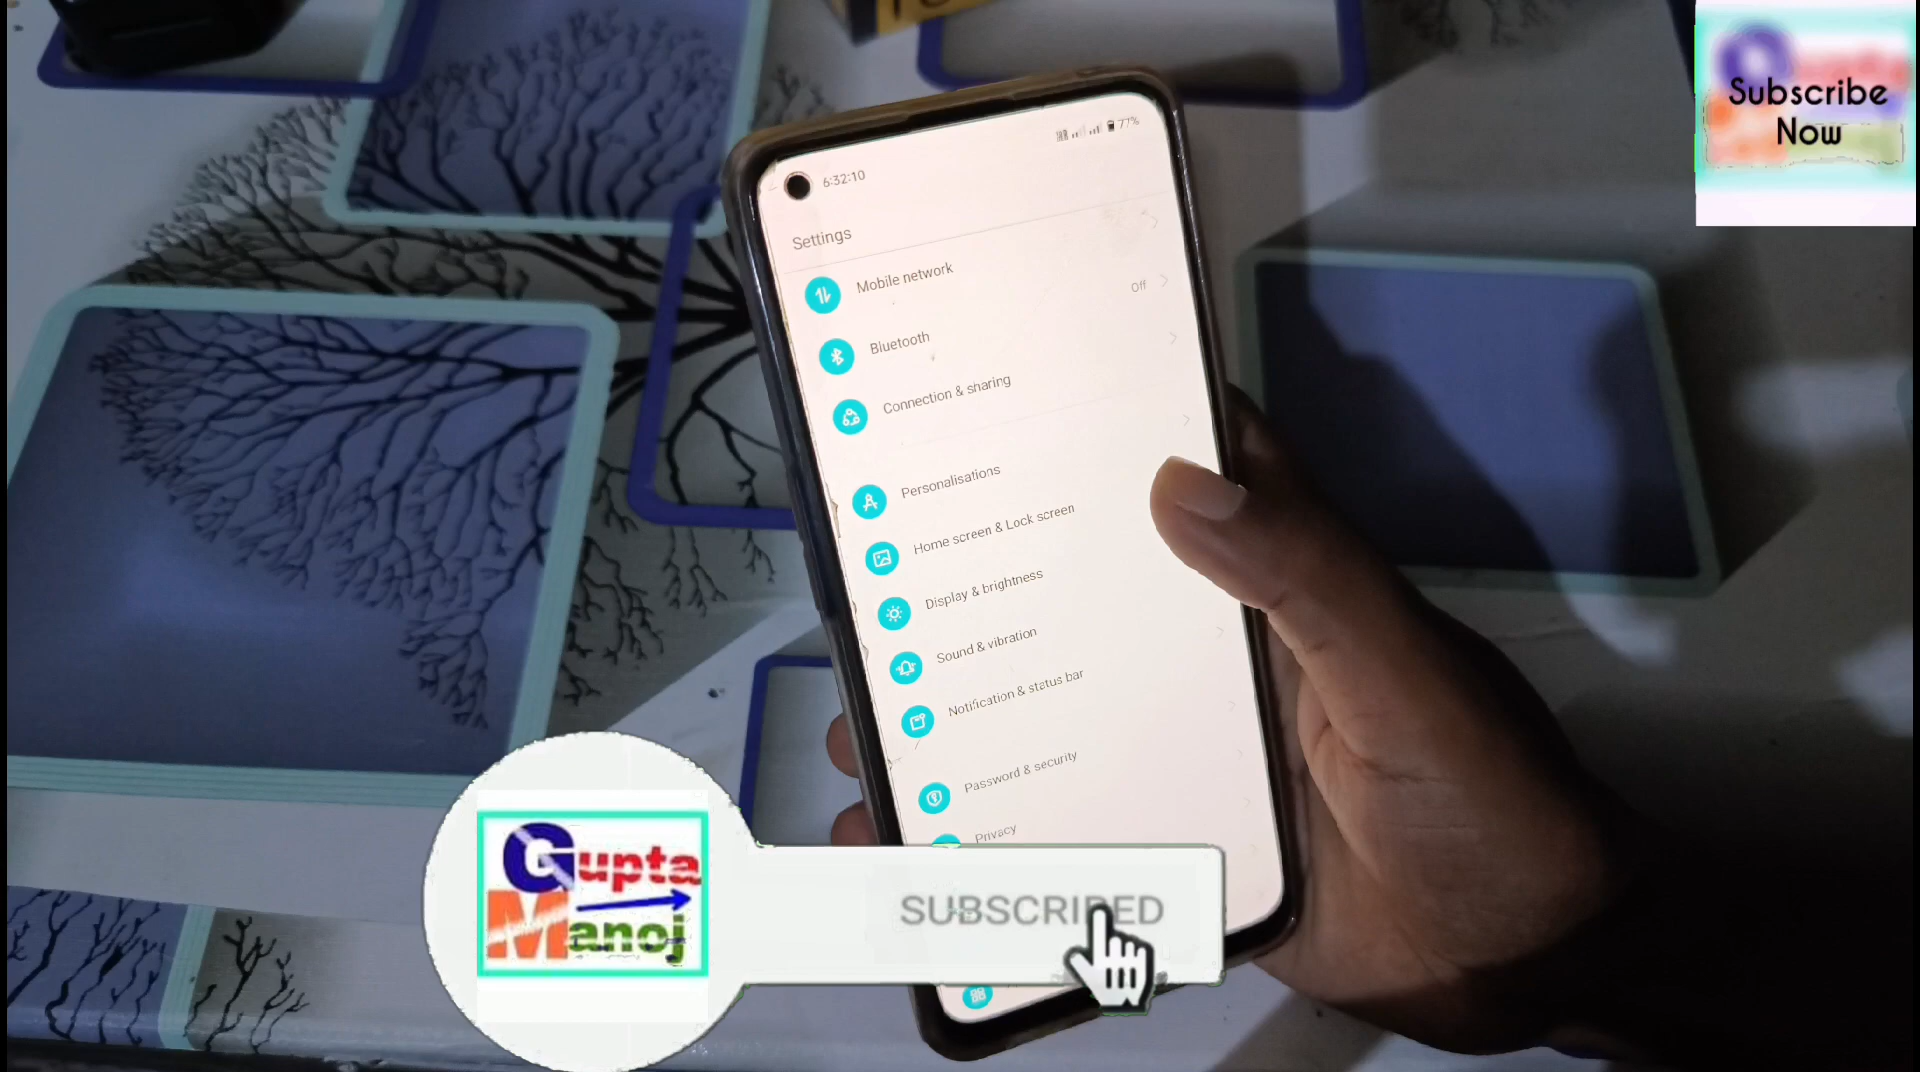 Subscribe
Now
77%
6:32:10
Settings
Mobile network
Off
Bluetooth
Connection & sharing
Personalisations
Home screen & Lock screen
Display & brightness
Sound & vibration
Notification & status bar
Password & security
Privacy
Gupta
Manoj
SUBSCRIBED